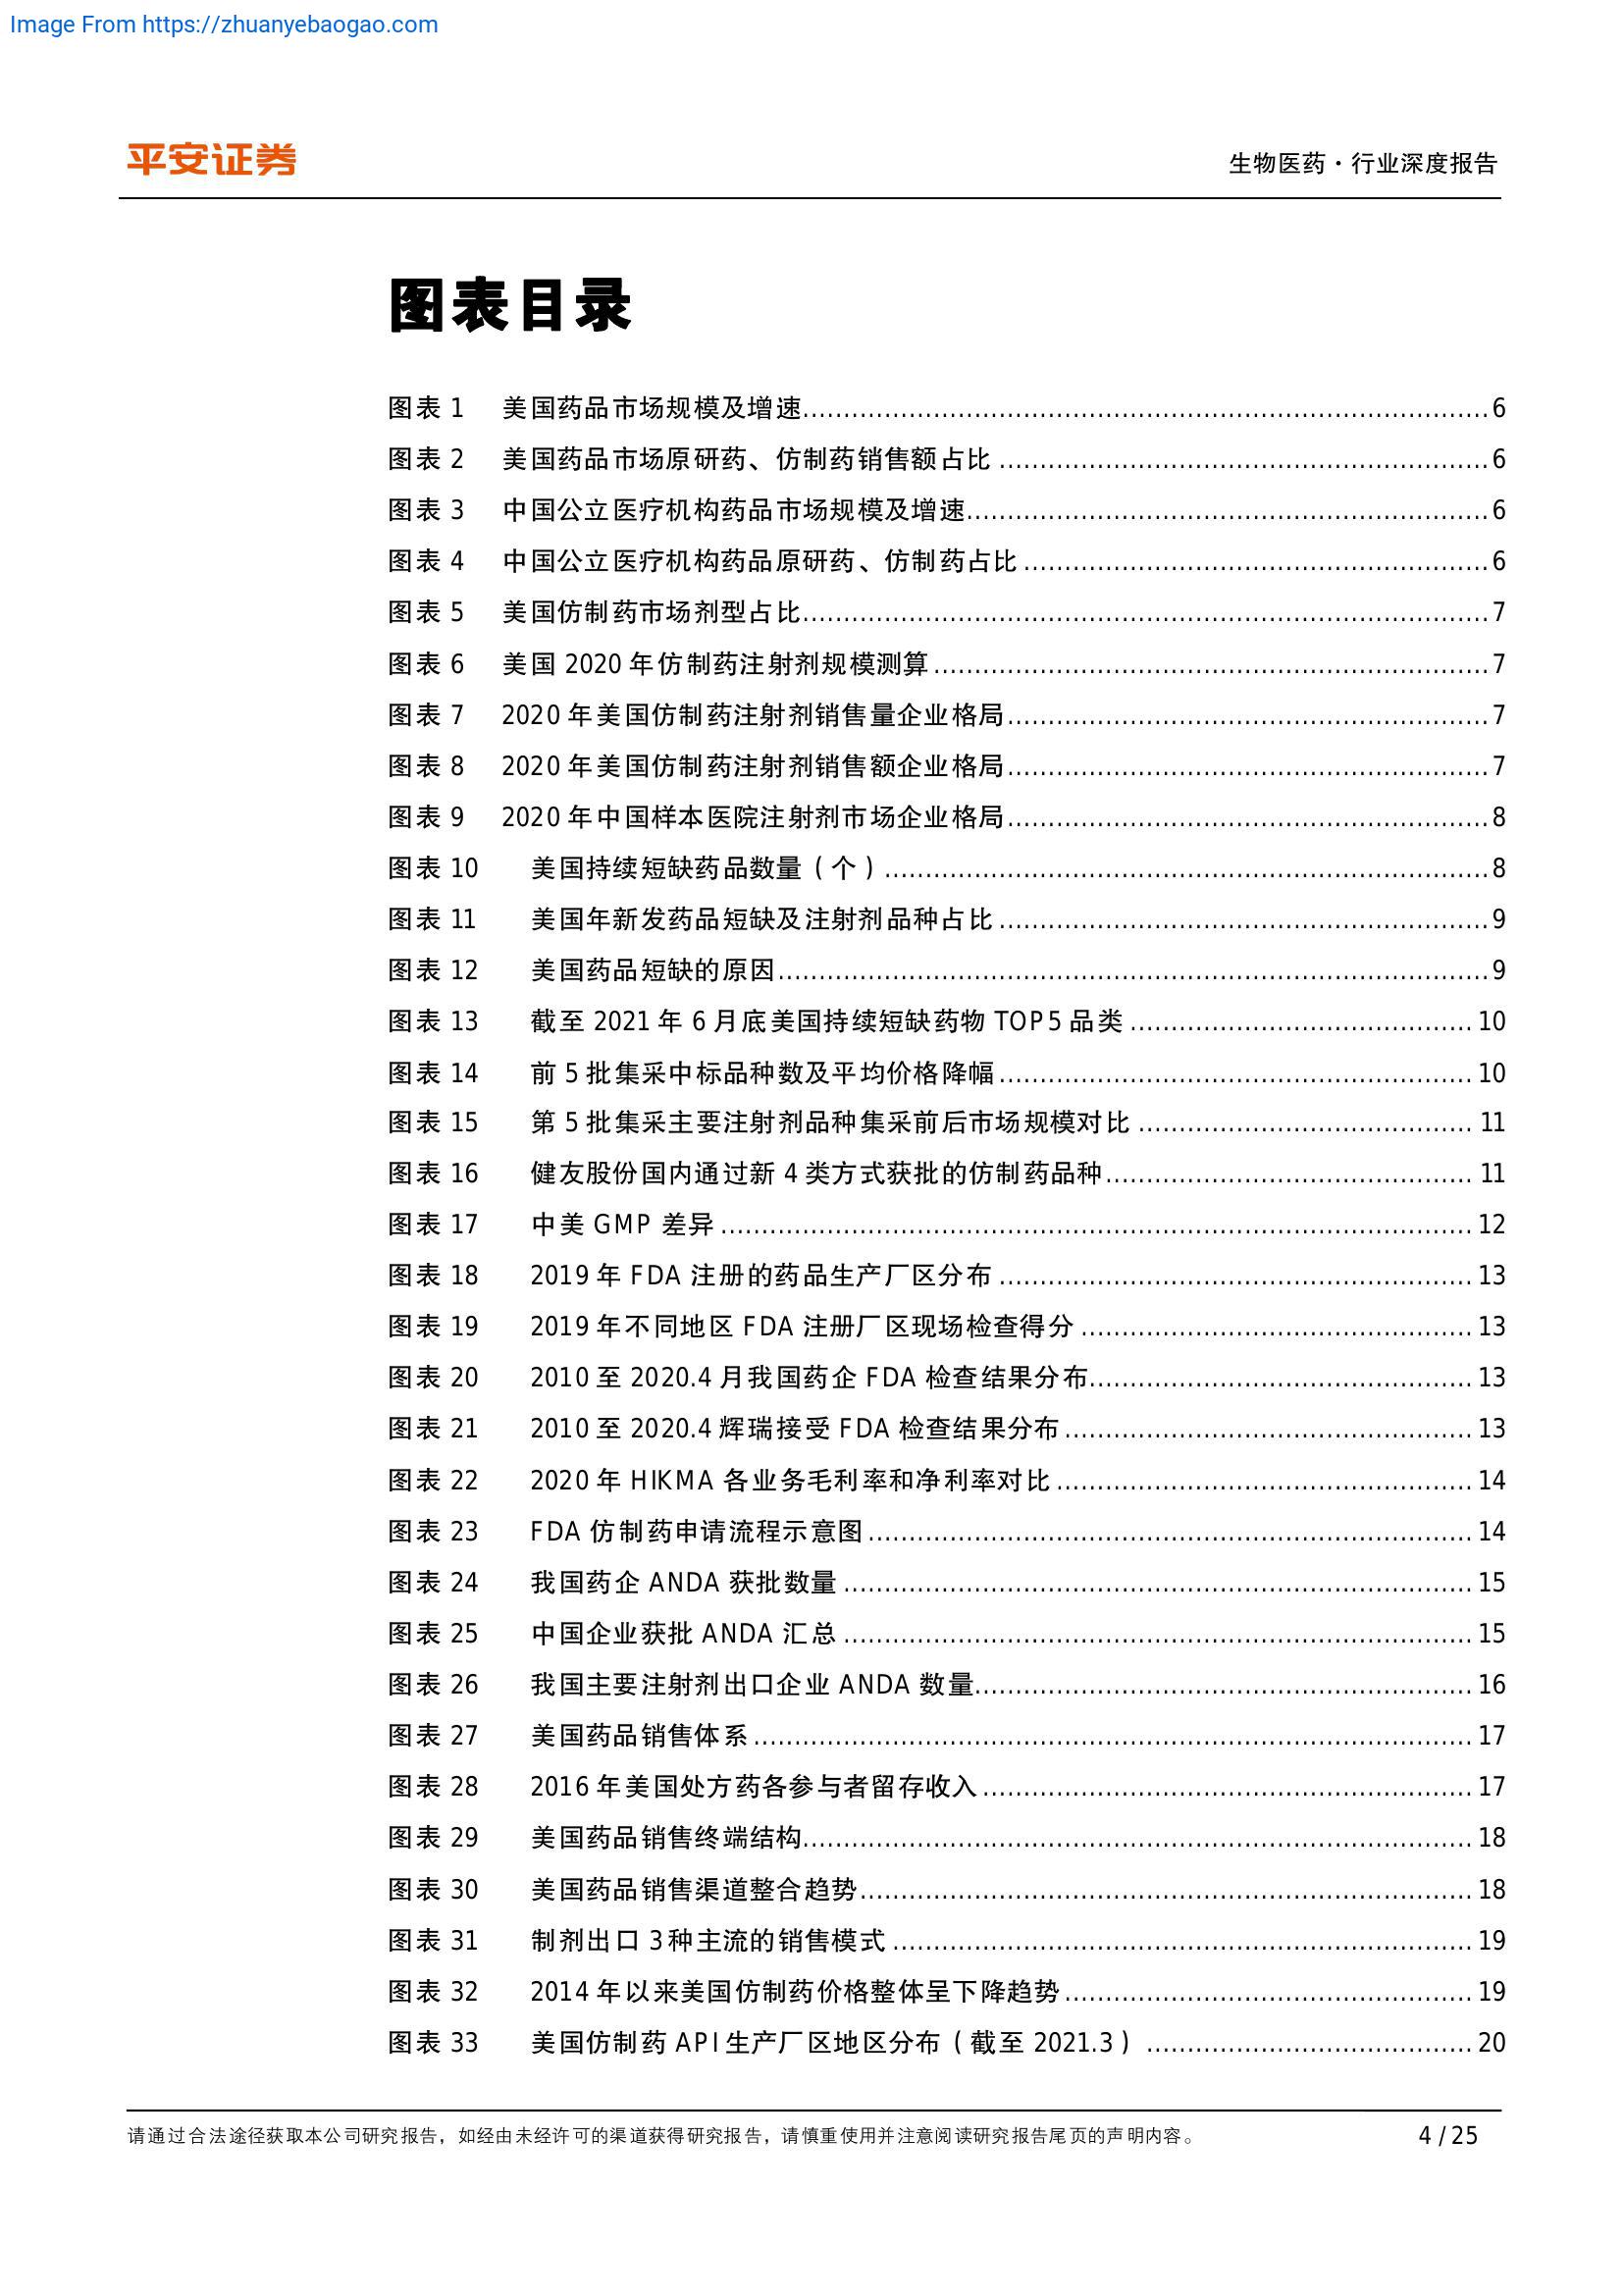 Image From https://zhuanyebaogao.com
平安证券
生物医药·行业深度报告
图表目录
图表 1 美国药品市场规模及增速 6
图表 2 美国药品市场原研药、仿制药销售额占比 6
图表 3 中国公立医疗机构药品市场规模及增速 6
图表 4 中国公立医疗机构药品原研药、仿制药占比 6
图表 5 美国仿制药市场剂型占比 7
图表 6 美国 2020 年仿制药注射剂规模测算 7
图表 7 2020 年美国仿制药注射剂销售量企业格局 7
图表 8 2020 年美国仿制药注射剂销售额企业格局 7
图表 9 2020 年中国样本医院注射剂市场企业格局 8
图表 10 美国持续短缺药品数量（个） 8
图表 11 美国年新发药品短缺及注射剂品种占比 9
图表 12 美国药品短缺的原因 9
图表 13 截至 2021 年 6 月底美国持续短缺药物 TOP5 品类 10
图表 14 前 5 批集采中标品种数及平均价格降幅 10
图表 15 第 5 批集采主要注射剂品种集采前后市场规模对比 11
图表 16 健友股份国内通过新 4 类方式获批的仿制药品种 11
图表 17 中美 GMP 差异 12
图表 18 2019 年 FDA 注册的药品生产厂区分布 13
图表 19 2019 年不同地区 FDA 注册厂区现场检查得分 13
图表 20 2010 至 2020.4 月我国药企 FDA 检查结果分布 13
图表 21 2010 至 2020.4 辉瑞接受 FDA 检查结果分布 13
图表 22 2020 年 HIKMA 各业务毛利率和净利率对比 14
图表 23 FDA 仿制药申请流程示意图 14
图表 24 我国药企 ANDA 获批数量 15
图表 25 中国企业获批 ANDA 汇总 15
图表 26 我国主要注射剂出口企业 ANDA 数量 16
图表 27 美国药品销售体系 17
图表 28 2016 年美国处方药各参与者留存收入 17
图表 29 美国药品销售终端结构 18
图表 30 美国药品销售渠道整合趋势 18
图表 31 制剂出口 3 种主流的销售模式 19
图表 32 2014 年以来美国仿制药价格整体呈下降趋势 19
图表 33 美国仿制药 API 生产厂区地区分布（截至 2021.3） 20
请通过合法途径获取本公司研究报告，如经由未经许可的渠道获得研究报告，请慎重使用并注意阅读研究报告尾页的声明内容。
4 / 25